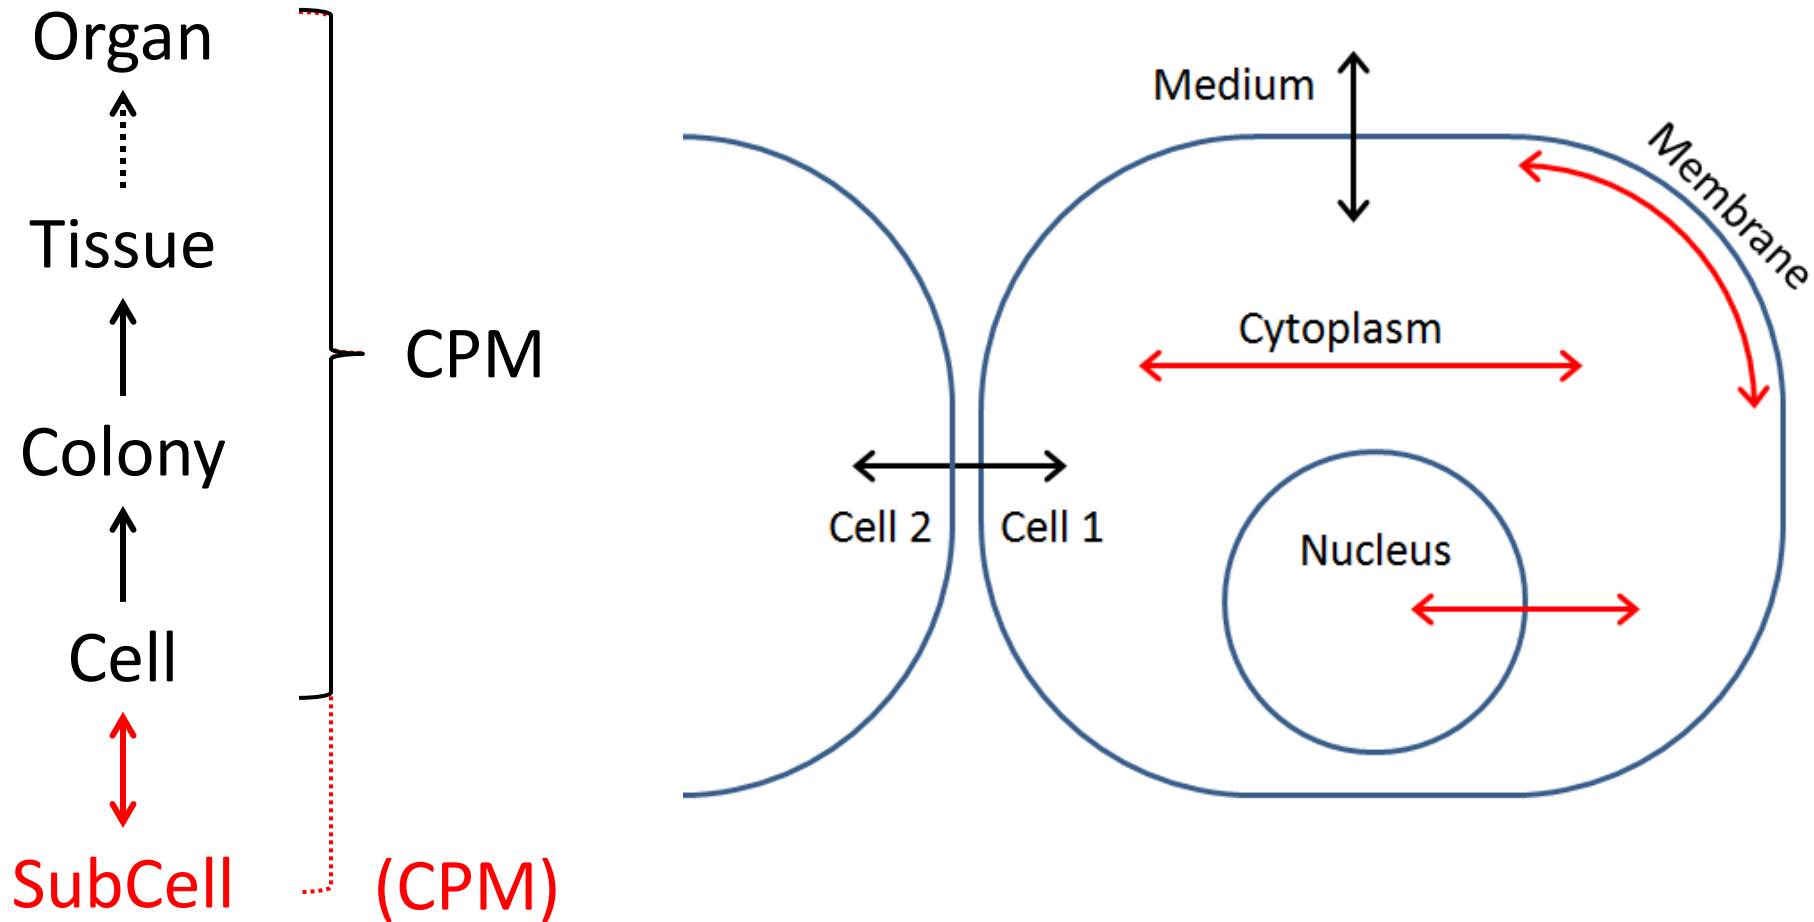 Organ
Tissue
Colony
Cell
SubCell
CPM
(CPM)
Medium
Membrane
Cytoplasm
Cell 2
Cell 1
Nucleus